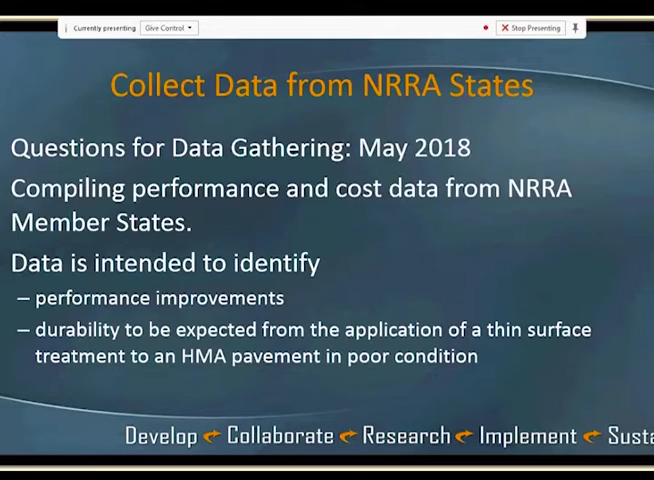 Currently presenting Give Control Stop Presenting
Collect Data from NRRA States
Questions for Data Gathering: May 2018
Compiling performance and cost data from NRRA
Member States.
Data is intended to identify
– performance improvements
– durability to be expected from the application of a thin surface
treatment to an HMA pavement in poor condition
Develop Collaborate Research Implement Susta